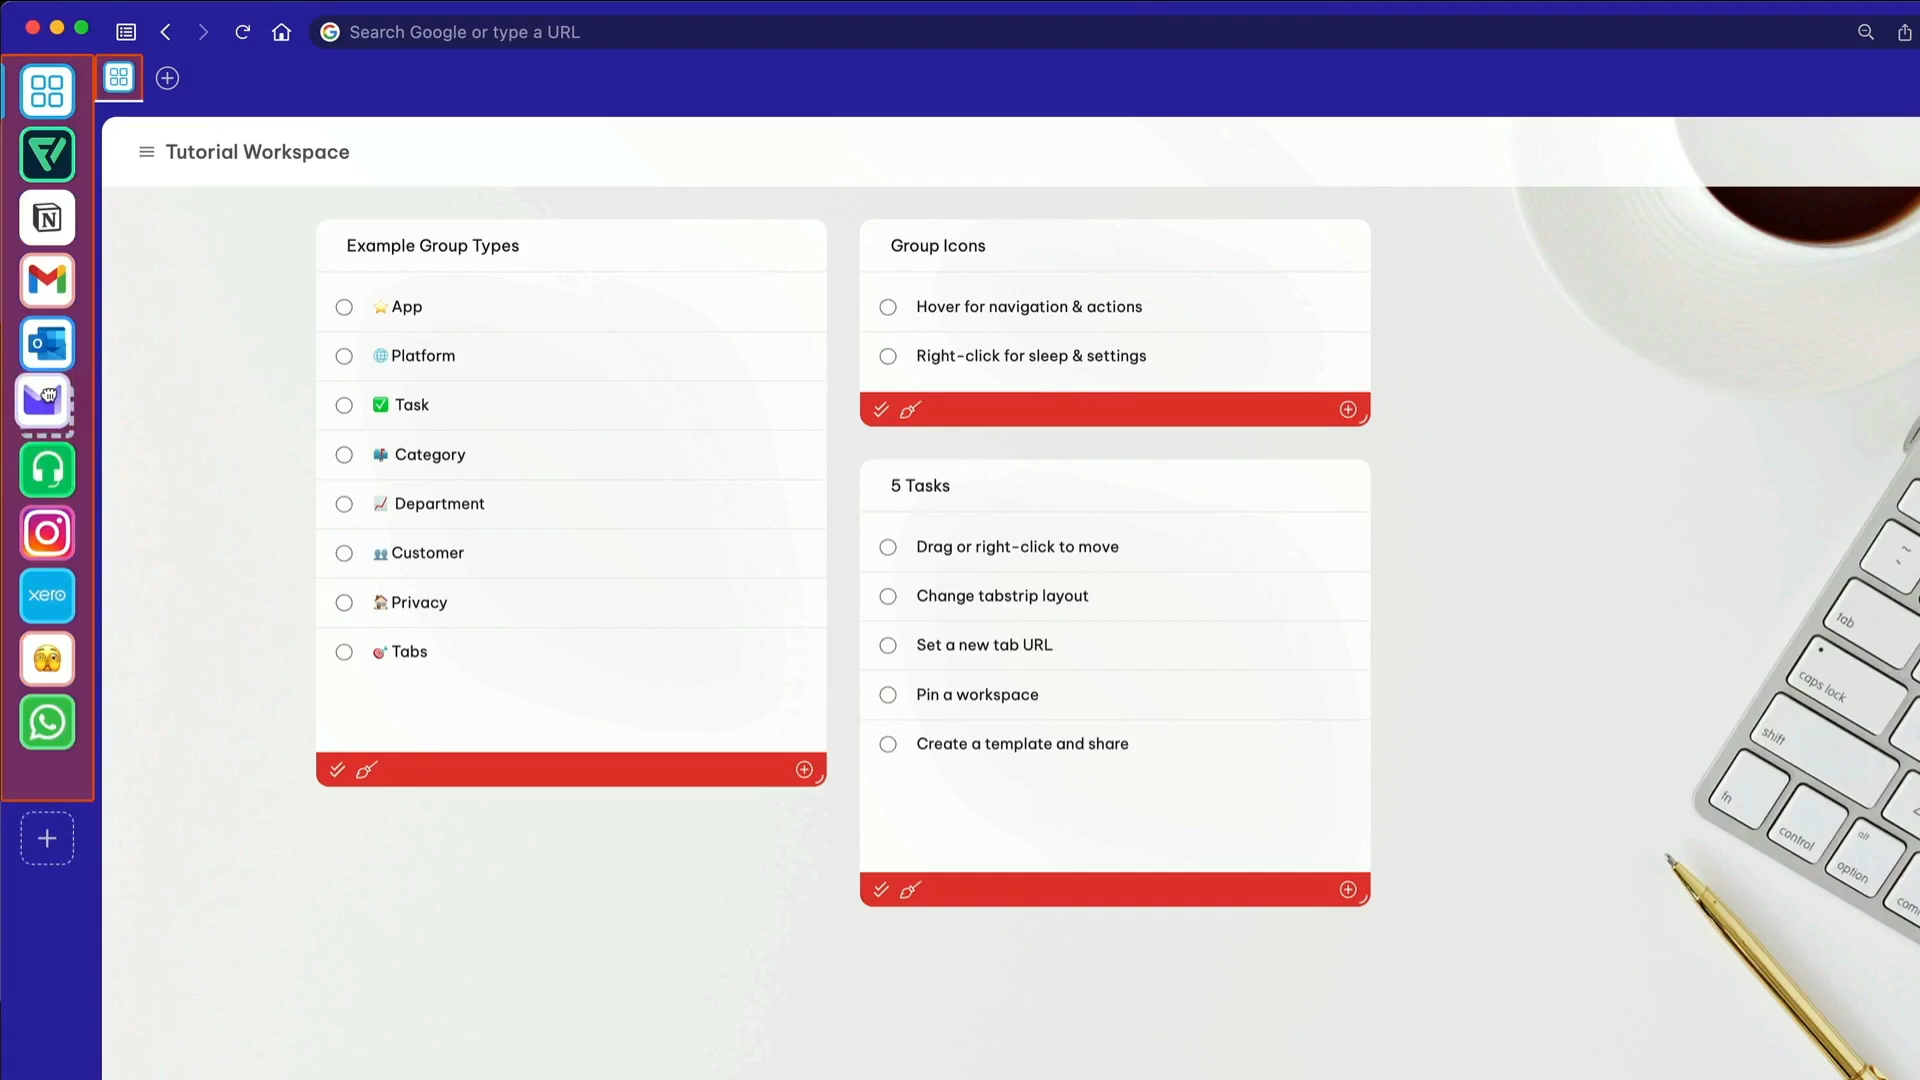 Search Google or type a URL
Tutorial Workspace
Example Group Types
App
Platform
Task
Category
Department
Customer
Privacy
Tabs
Group Icons
Hover for navigation & actions
Right-click for sleep & settings
5 Tasks
Drag or right-click to move
Change tabstrip layout
Set a new tab URL
Pin a workspace
Create a template and share
N
O
xero
~
tab
caps lock
shift
fn
control
alt
option